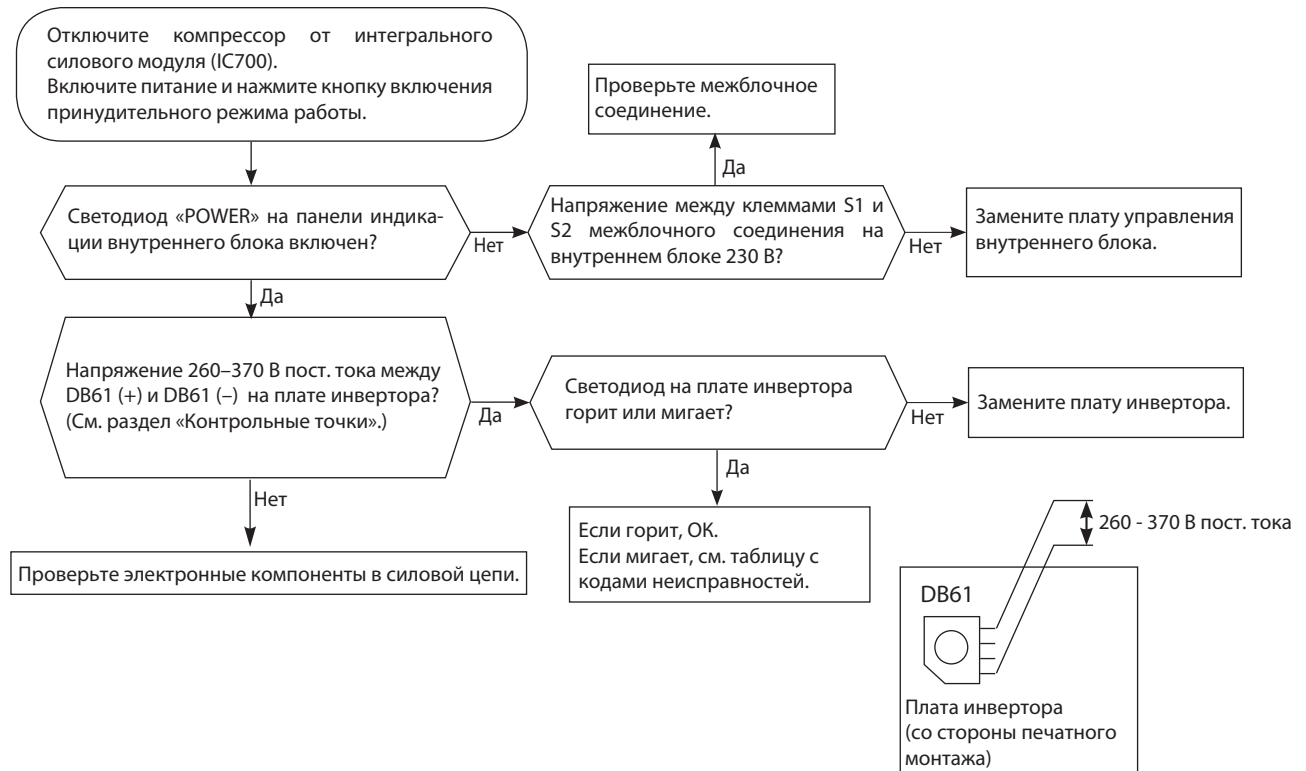 Отключите компрессор от интегрального
силового модуля (IC700).
Включите питание и нажмите кнопку включения
принудительного режима работы.
Проверьте межблочное
соединение.
Да
Светодиод «POWER» на панели индика-
ции внутреннего блока включен?
Нет
Напряжение между клеммами S1 и
S2 межблочного соединения на
внутреннем блоке 230 В?
Нет
Замените плату управления
внутреннего блока.
Да
Напряжение 260–370 В пост. тока между
DB61 (+) и DB61 (–) на плате инвертора?
(См. раздел «Контрольные точки».)
Да
Светодиод на плате инвертора
горит или мигает?
Нет
Замените плату инвертора.
Да
Нет
Проверьте электронные компоненты в силовой цепи.
Если горит, OK.
Если мигает, см. таблицу с
кодами неисправностей.
260 - 370 В пост. тока
DB61
Плата инвертора
(со стороны печатного
монтажа)